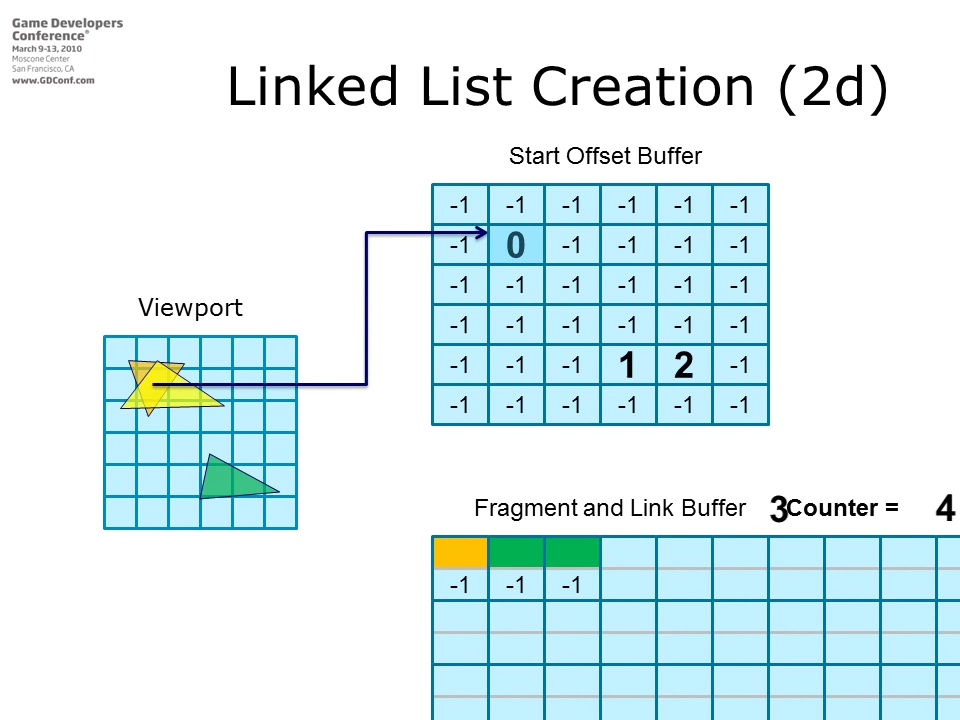 Game Developers
Conference®
March 9-13, 2010
Moscone Center
San Francisco, CA
www.GDConf.com
Linked List Creation (2d)
Start Offset Buffer
-1 -1 -1 -1 -1 -1
-1 0 -1 -1 -1 -1
-1 -1 -1 -1 -1 -1
-1 -1 -1 -1 -1 -1
-1 -1 -1 1 2 -1
-1 -1 -1 -1 -1 -1
Viewport
Fragment and Link Buffer 3 Counter = 4
-1 -1 -1